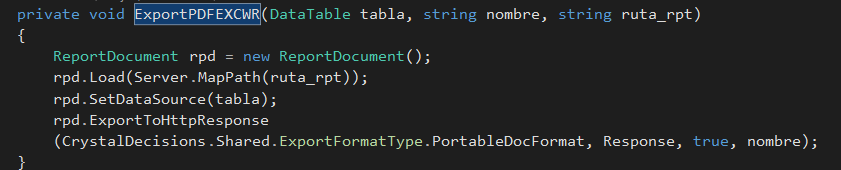 private void ExportPDFEXCWR(DataTable tabla, string nombre, string ruta_rpt)
{
ReportDocument rpd = new ReportDocument();
rpd.Load(Server.MapPath(ruta_rpt));
rpd.SetDataSource(tabla);
rpd.ExportToHttpResponse
(CrystalDecisions.Shared.ExportFormatType.PortableDocFormat, Response, true, nombre);
}